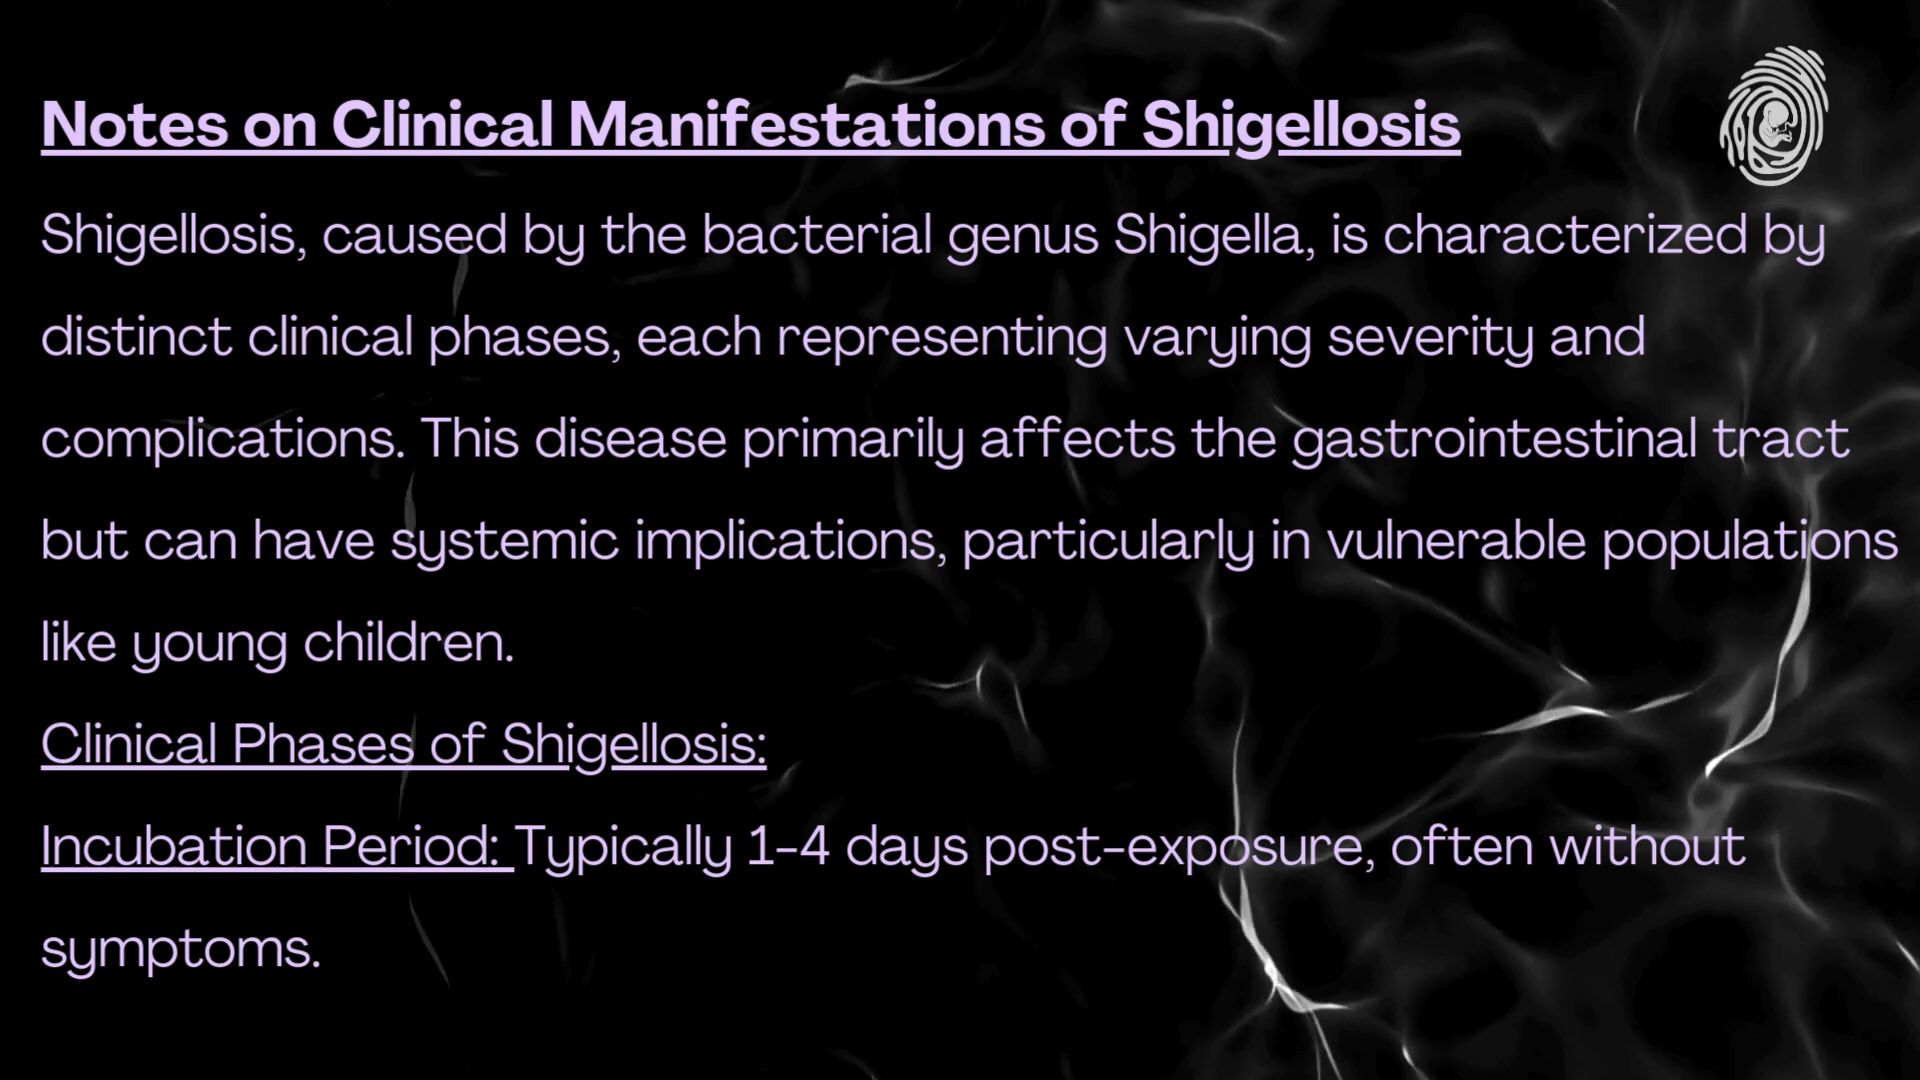 Notes on Clinical Manifestations of Shigellosis
Shigellosis, caused by the bacterial genus Shigella, is characterized by
distinct clinical phases, each representing varying severity and
complications. This disease primarily affects the gastrointestinal tract
but can have systemic implications, particularly in vulnerable populations
like young children.
Clinical Phases of Shigellosis:
Incubation Period: Typically 1-4 days post-exposure, often without
symptoms.